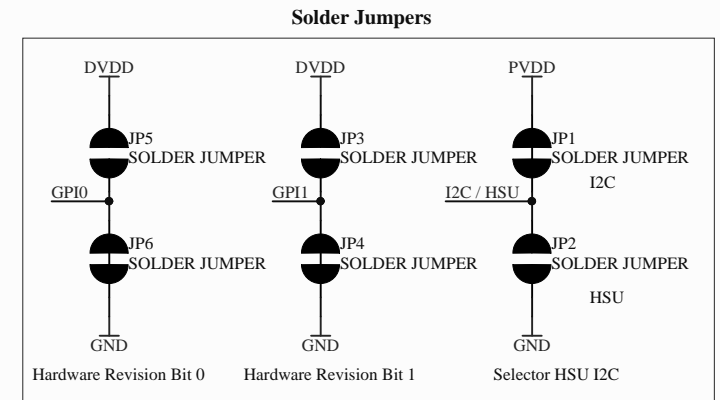 Solder Jumpers
DVDD
DVDD
PVDD
JP5
SOLDER JUMPER
JP3
SOLDER JUMPER
JP1
SOLDER JUMPER
I2C
GPI0
GPI1
I2C / HSU
JP6
SOLDER JUMPER
JP4
SOLDER JUMPER
JP2
SOLDER JUMPER
HSU
GND
GND
GND
Hardware Revision Bit 0
Hardware Revision Bit 1
Selector HSU I2C